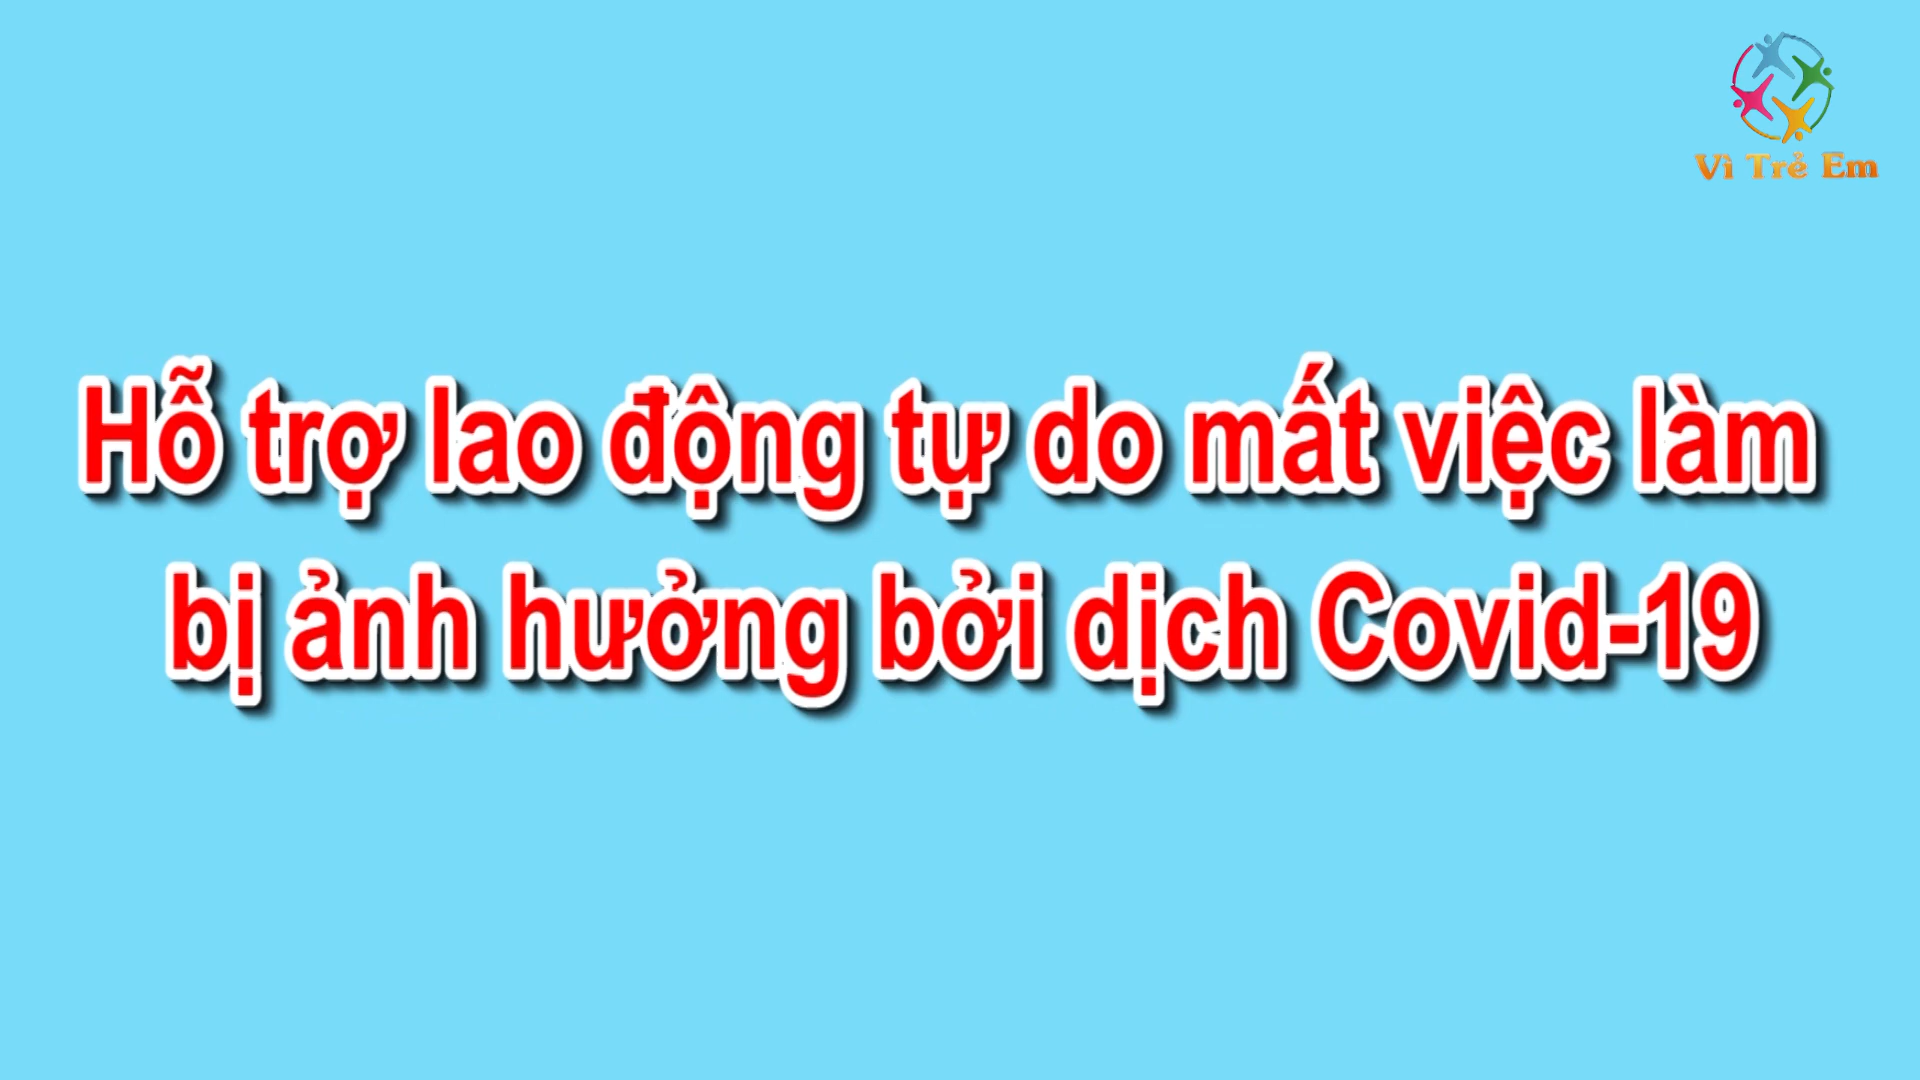 Vì Trẻ Em
Hỗ trợ lao động tự do mất việc làm
bị ảnh hưởng bởi dịch Covid-19